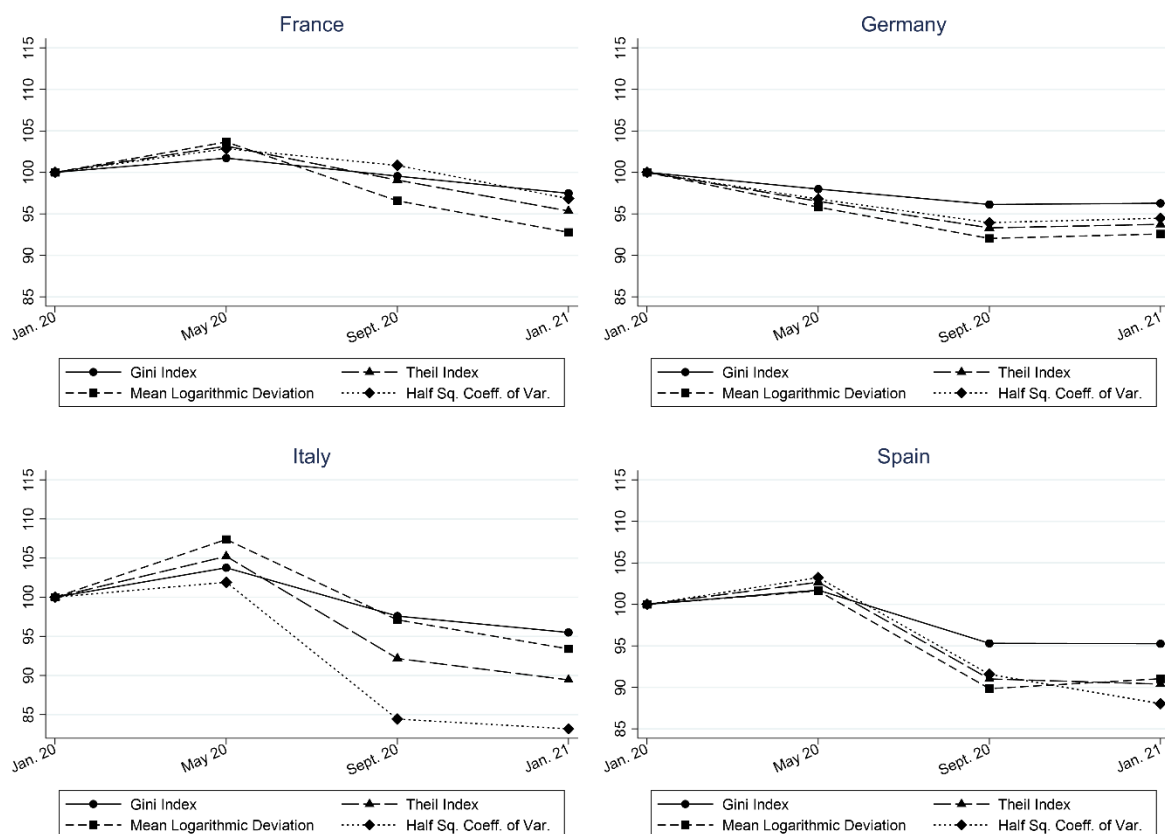 France
115
110
105
100
95
90
85
Jan. 20
May 20
Sept. 20
Jan. 21
Gini Index
Theil Index
Mean Logarithmic Deviation
Half Sq. Coeff. of Var.
Germany
115
110
105
100
95
90
85
Jan. 20
May 20
Sept. 20
Jan. 21
Gini Index
Theil Index
Mean Logarithmic Deviation
Half Sq. Coeff. of Var.
Italy
115
110
105
100
95
90
85
Jan. 20
May 20
Sept. 20
Jan. 21
Gini Index
Theil Index
Mean Logarithmic Deviation
Half Sq. Coeff. of Var.
Spain
115
110
105
100
95
90
85
Jan. 20
May 20
Sept. 20
Jan. 21
Gini Index
Theil Index
Mean Logarithmic Deviation
Half Sq. Coeff. of Var.